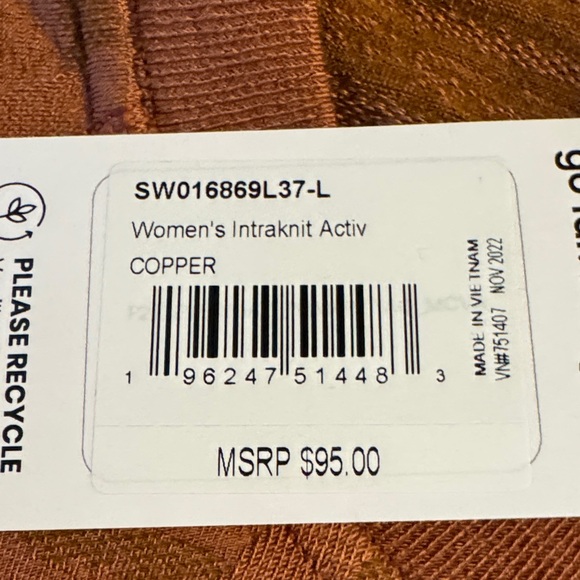 SW016869L37-L
Women's Intraknit Activ
COPPER
1 96247 51448 3
MSRP $95.00
MADE IN VIETNAM
VN#751407 NOV 2022
PLEASE RECYCLE
go